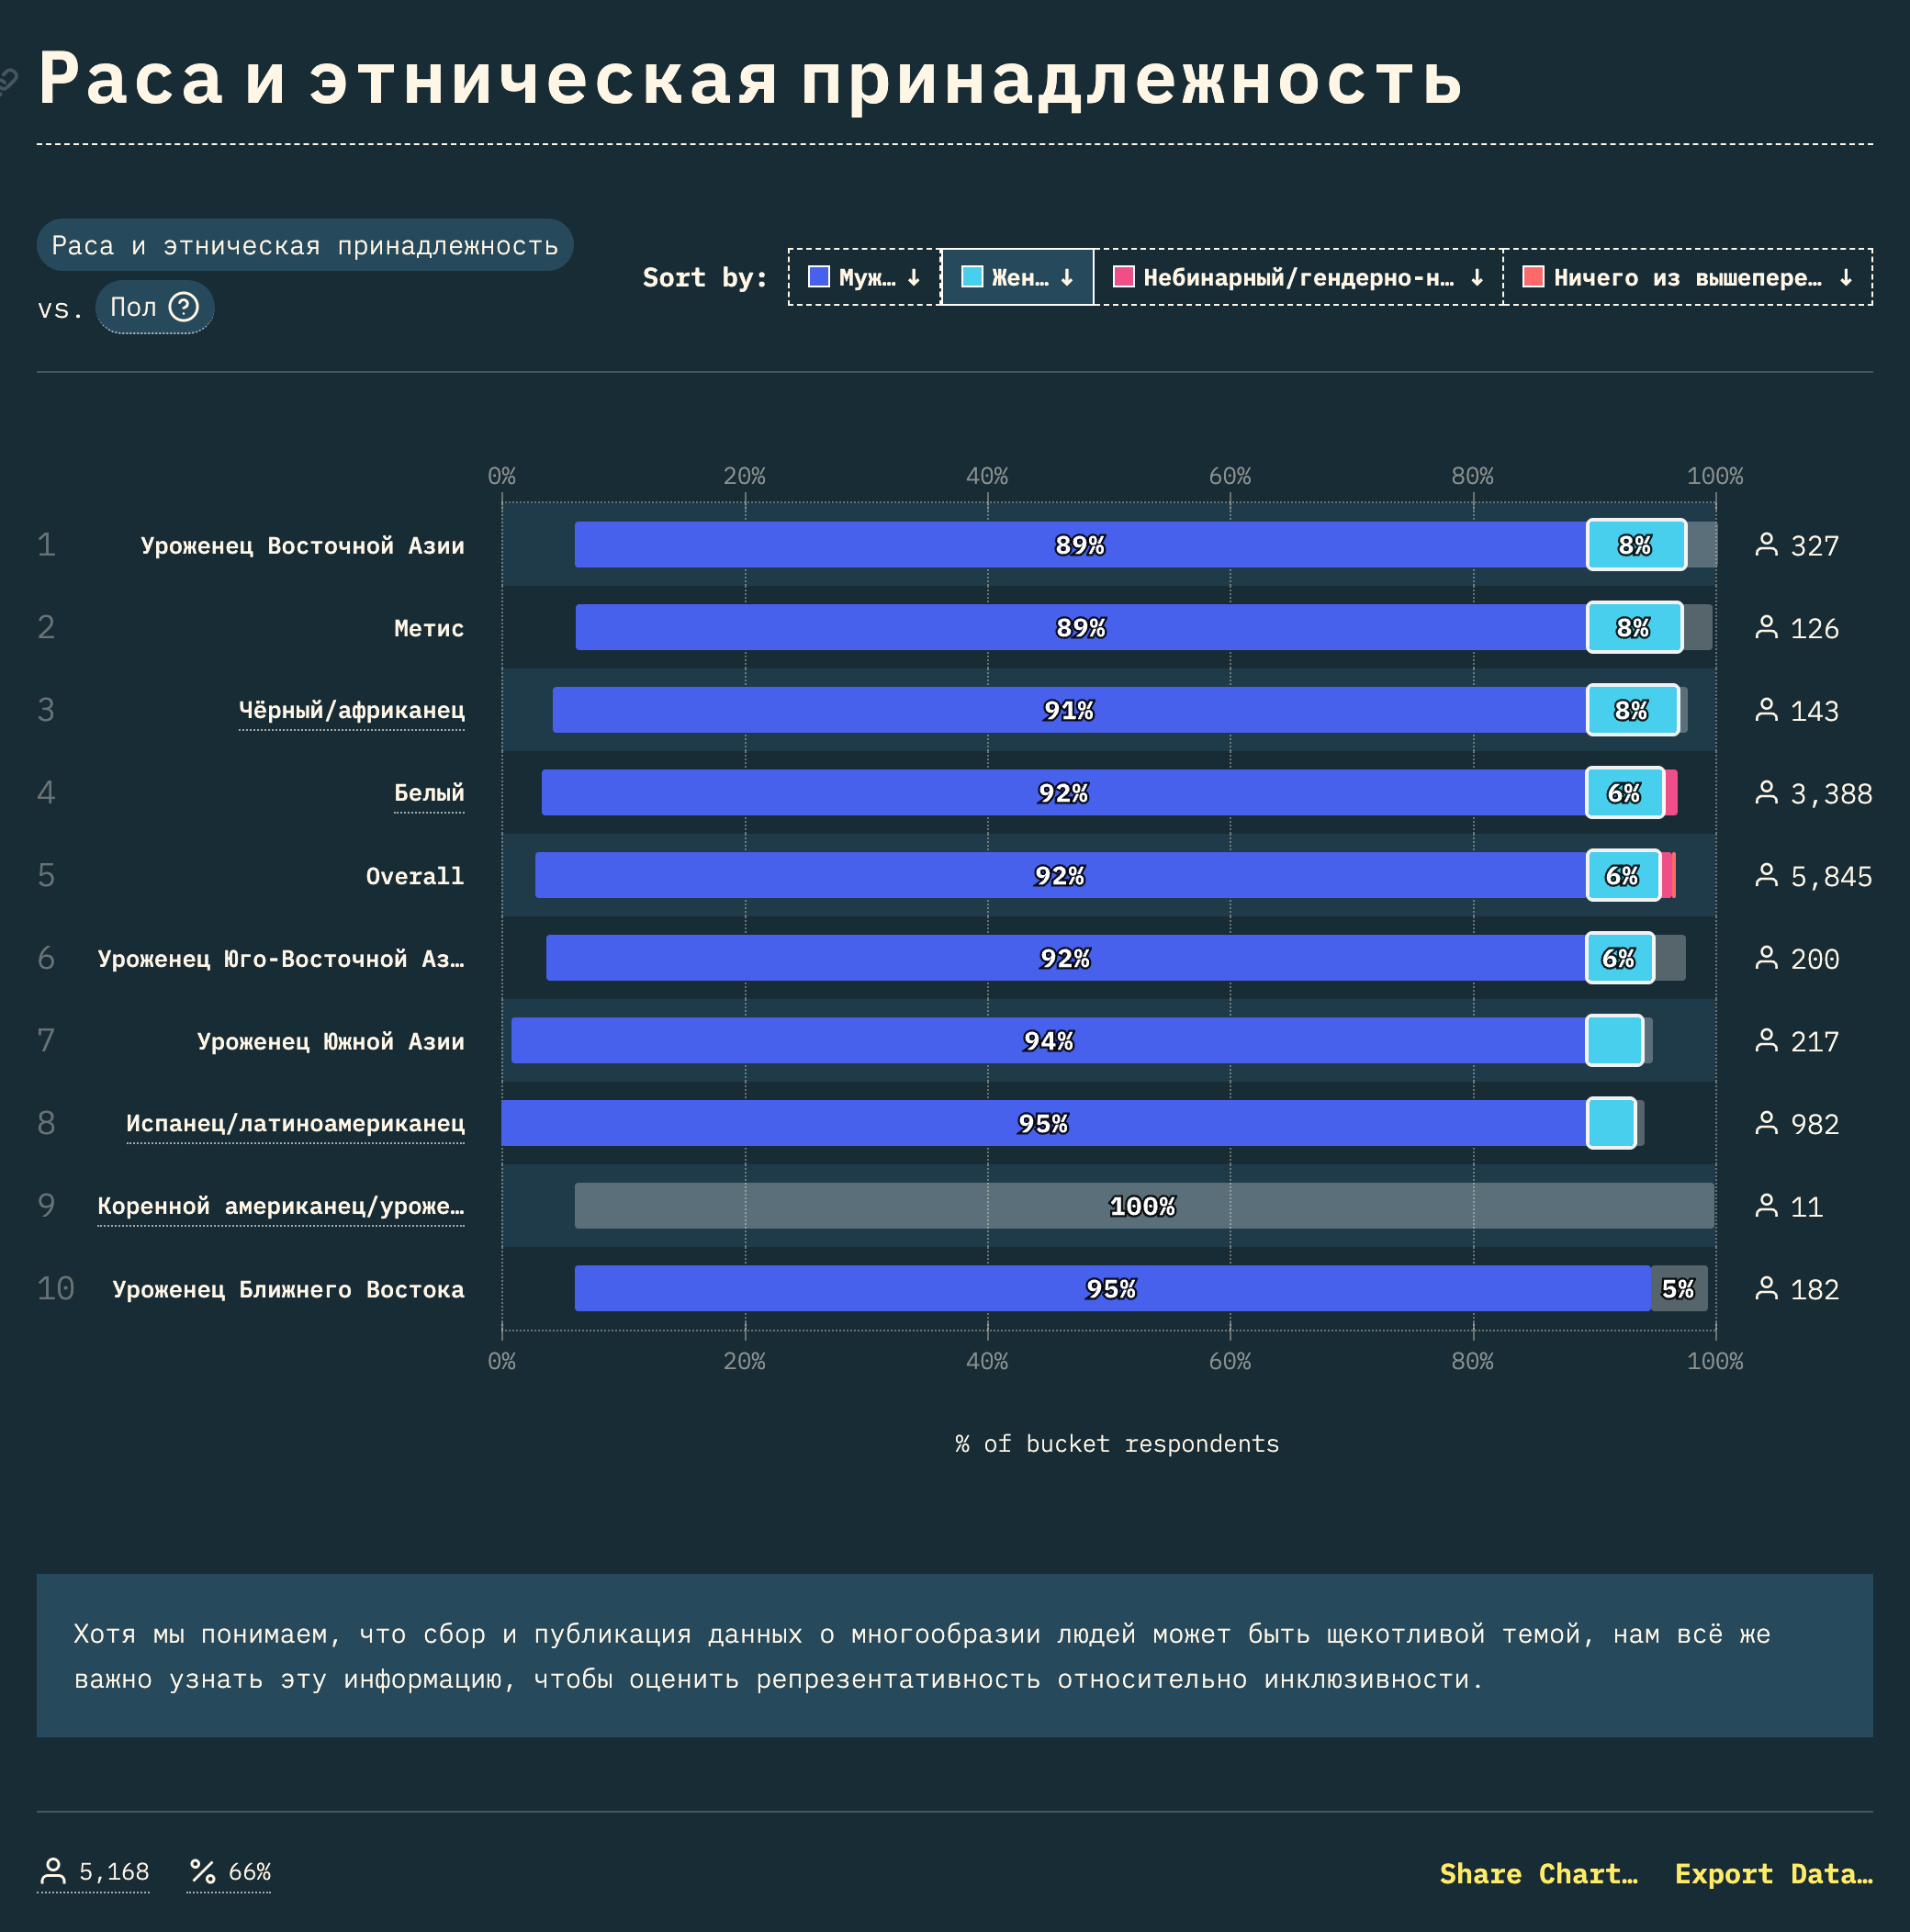 Раса и этническая принадлежность
Раса и этническая принадлежность
vs. Пол ?
Sort by: Муж… ↓ Жен… ↓ Небинарный/гендерно-н… ↓ Ничего из вышепере… ↓
0% 20% 40% 60% 80% 100%
1 Уроженец Восточной Азии 89% 8% 327
2 Метис 89% 8% 126
3 Чёрный/африканец 91% 8% 143
4 Белый 92% 6% 3,388
5 Overall 92% 6% 5,845
6 Уроженец Юго-Восточной Аз… 92% 6% 200
7 Уроженец Южной Азии 94% 217
8 Испанец/латиноамериканец 95% 982
9 Коренной американец/уроже… 100% 11
10 Уроженец Ближнего Востока 95% 5% 182
0% 20% 40% 60% 80% 100%
% of bucket respondents
Хотя мы понимаем, что сбор и публикация данных о многообразии людей может быть щекотливой темой, нам всё же
важно узнать эту информацию, чтобы оценить репрезентативность относительно инклюзивности.
5,168 % 66% Share Chart… Export Data…